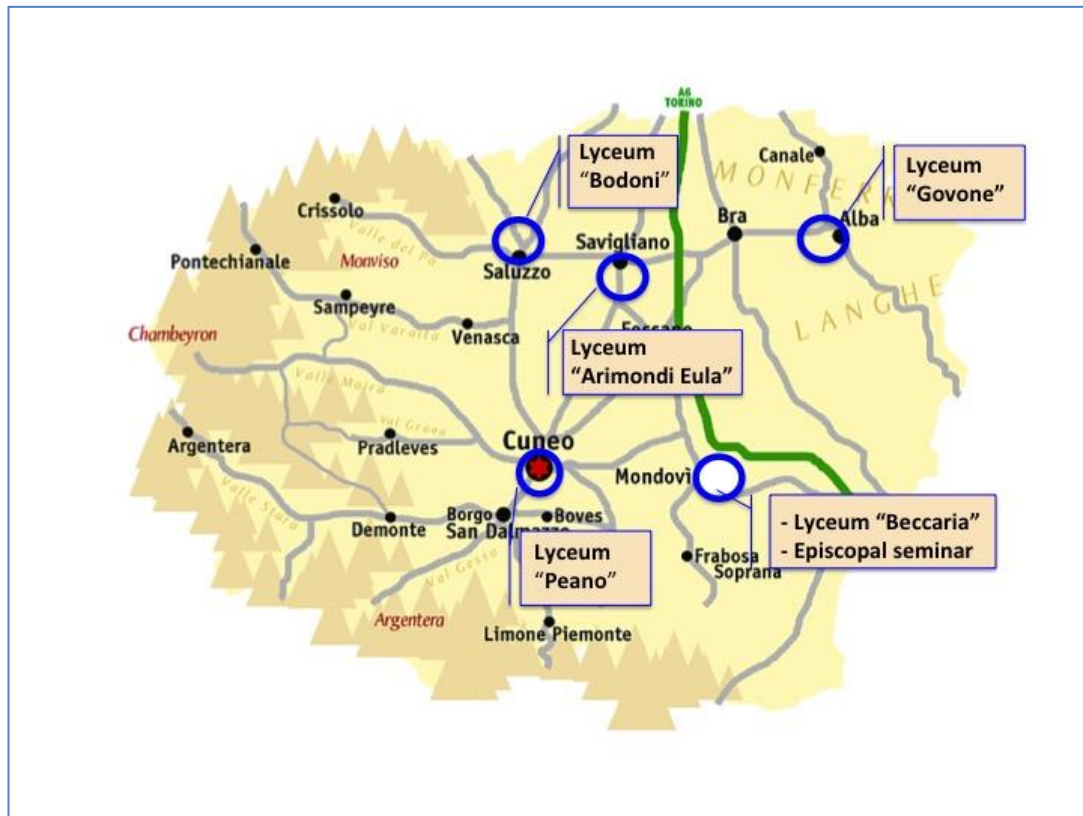 A6
TORINO
Lyceum
“Bodoni”
Canale
Lyceum
“Govone”
MONFER
Crissolo
Valle del Po
Bra
Alba
Pontechianale
Monviso
Saluzzo
Savigliano
Sampeyre
Val Varaita
Venasca
LANGHE
Chambeyron
Lyceum
“Arimondi Eula”
Valle Maira
Val Grana
Argentera
Pradleves
Cuneo
Mondovì
Valle Stura
Demonte
Borgo
San Dalmazzo
Boves
- Lyceum “Beccaria”
- Episcopal seminar
Lyceum
“Peano”
Frabosa
Soprana
Val Gesso
Argentera
Limone Piemonte